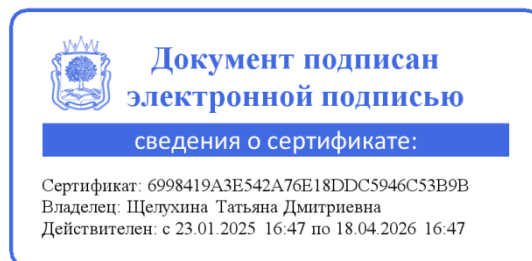 Документ подписан
электронной подписью
сведения о сертификате:
Сертификат: 6998419A3E542A76E18DDC5946C53B9B
Владелец: Щелухина Татьяна Дмитриевна
Действителен: с 23.01.2025 16:47 по 18.04.2026 16:47